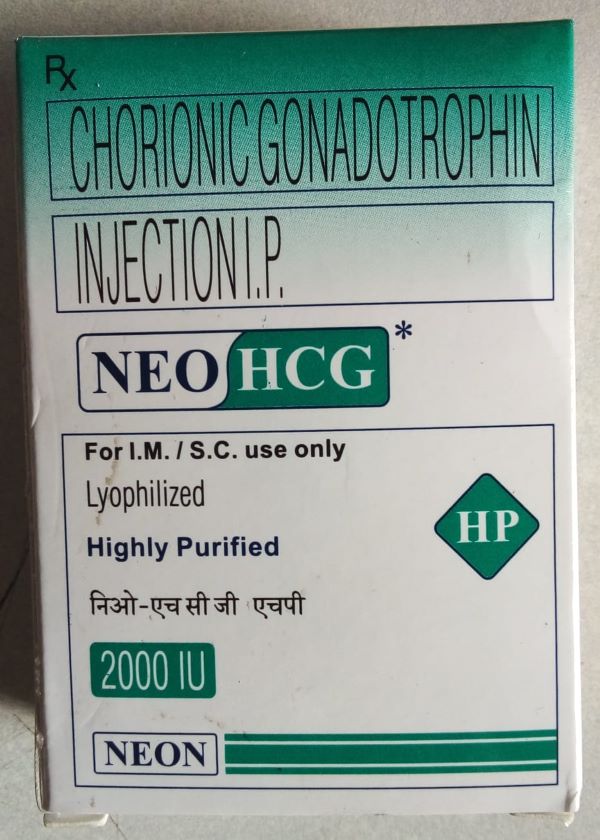 Rx
CHORIONIC GONADOTROPHIN
INJECTION I.P.
NEO HCG*
For I.M. / S.C. use only
Lyophilized
Highly Purified
HP
निओ-एच सी जी एचपी
2000 IU
NEON